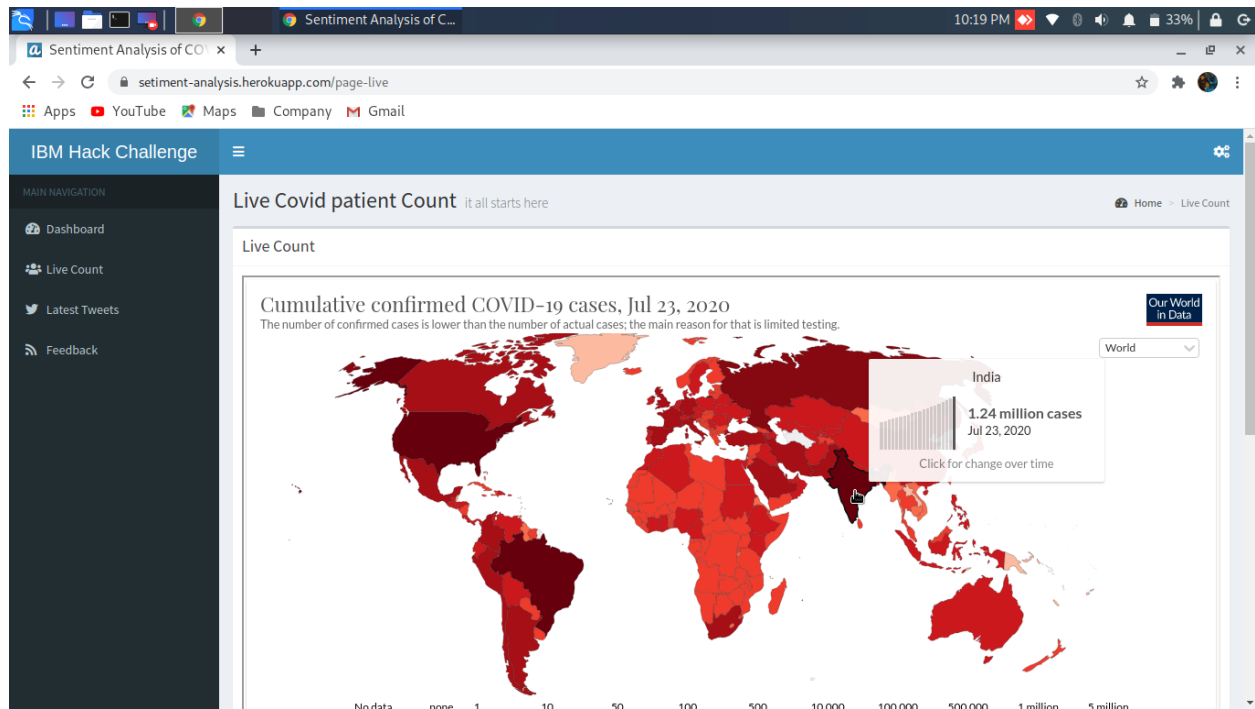 Sentiment Analysis of C...
10:19 PM
33%
Sentiment Analysis of COV
setiment-analysis.herokuapp.com/page-live
Apps YouTube Maps Company Gmail
IBM Hack Challenge
MAIN NAVIGATION
Dashboard
Live Count
Latest Tweets
Feedback
Live Covid patient Count it all starts here
Home > Live Count
Live Count
Cumulative confirmed COVID-19 cases, Jul 23, 2020
The number of confirmed cases is lower than the number of actual cases; the main reason for that is limited testing.
Our World
in Data
World
India
1.24 million cases
Jul 23, 2020
Click for change over time
No data none 1 10 50 100 500 10,000 100,000 500,000 1 million 5 million